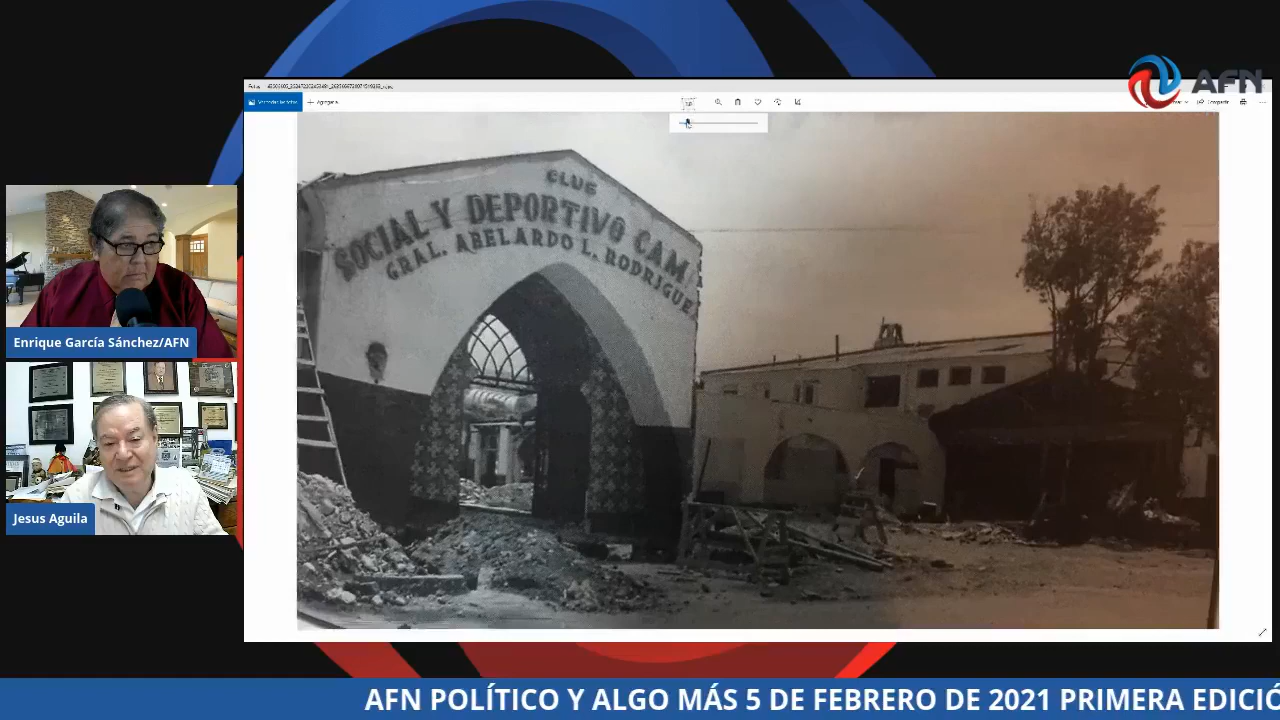 AFN
Compartir
CLUB
SOCIAL Y DEPORTIVO CAM
GRAL. ABELARDO L. RODRIGUE
Enrique García Sánchez/AFN
Jesus Aguila
AFN POLÍTICO Y ALGO MÁS 5 DE FEBRERO DE 2021 PRIMERA EDICIÓ